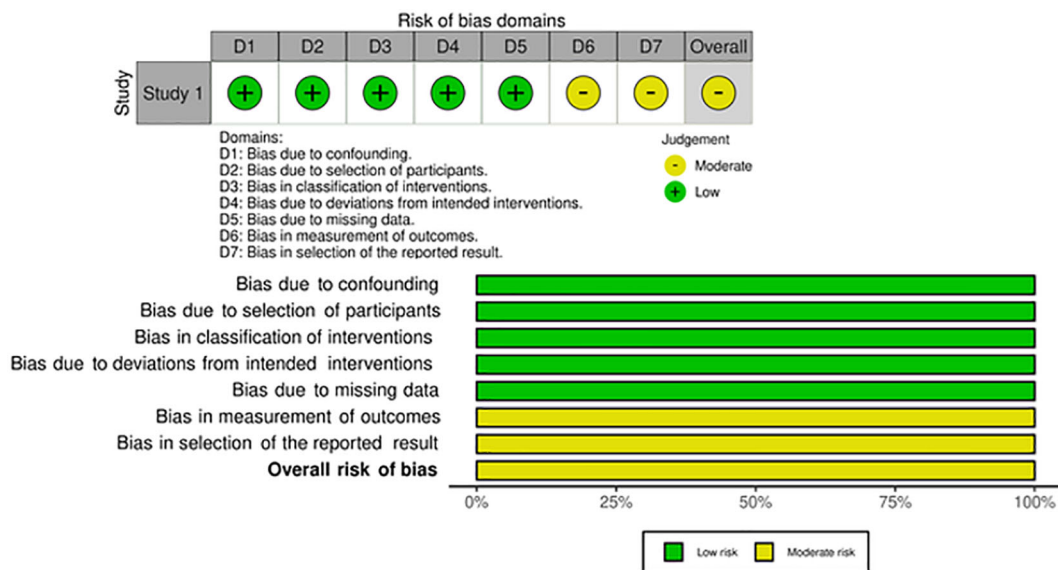 Risk of bias domains
D1 D2 D3 D4 D5 D6 D7 Overall
Study
Study 1 + + + + + - - -
Domains:
D1: Bias due to confounding.
D2: Bias due to selection of participants.
D3: Bias in classification of interventions.
D4: Bias due to deviations from intended interventions.
D5: Bias due to missing data.
D6: Bias in measurement of outcomes.
D7: Bias in selection of the reported result.
Judgement
- Moderate
+ Low
Bias due to confounding
Bias due to selection of participants
Bias in classification of interventions
Bias due to deviations from intended interventions
Bias due to missing data
Bias in measurement of outcomes
Bias in selection of the reported result
Overall risk of bias
0% 25% 50% 75% 100%
Low risk Moderate risk